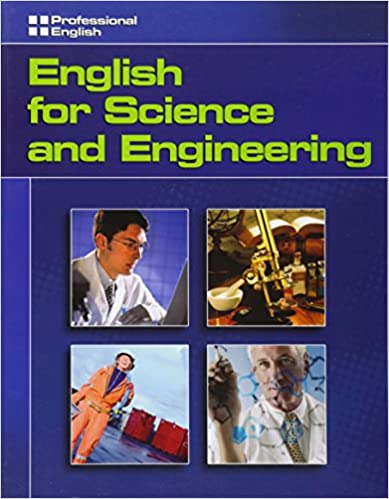 Professional
English
English
for Science
and Engineering